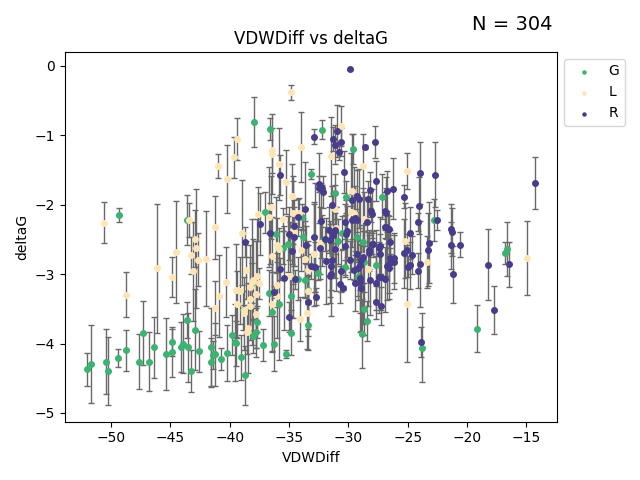 N = 304
VDWDiff vs deltaG
G
L
R
deltaG
0
−1
−2
−3
−4
−5
−50
−45
−40
−35
−30
−25
−20
−15
VDWDiff